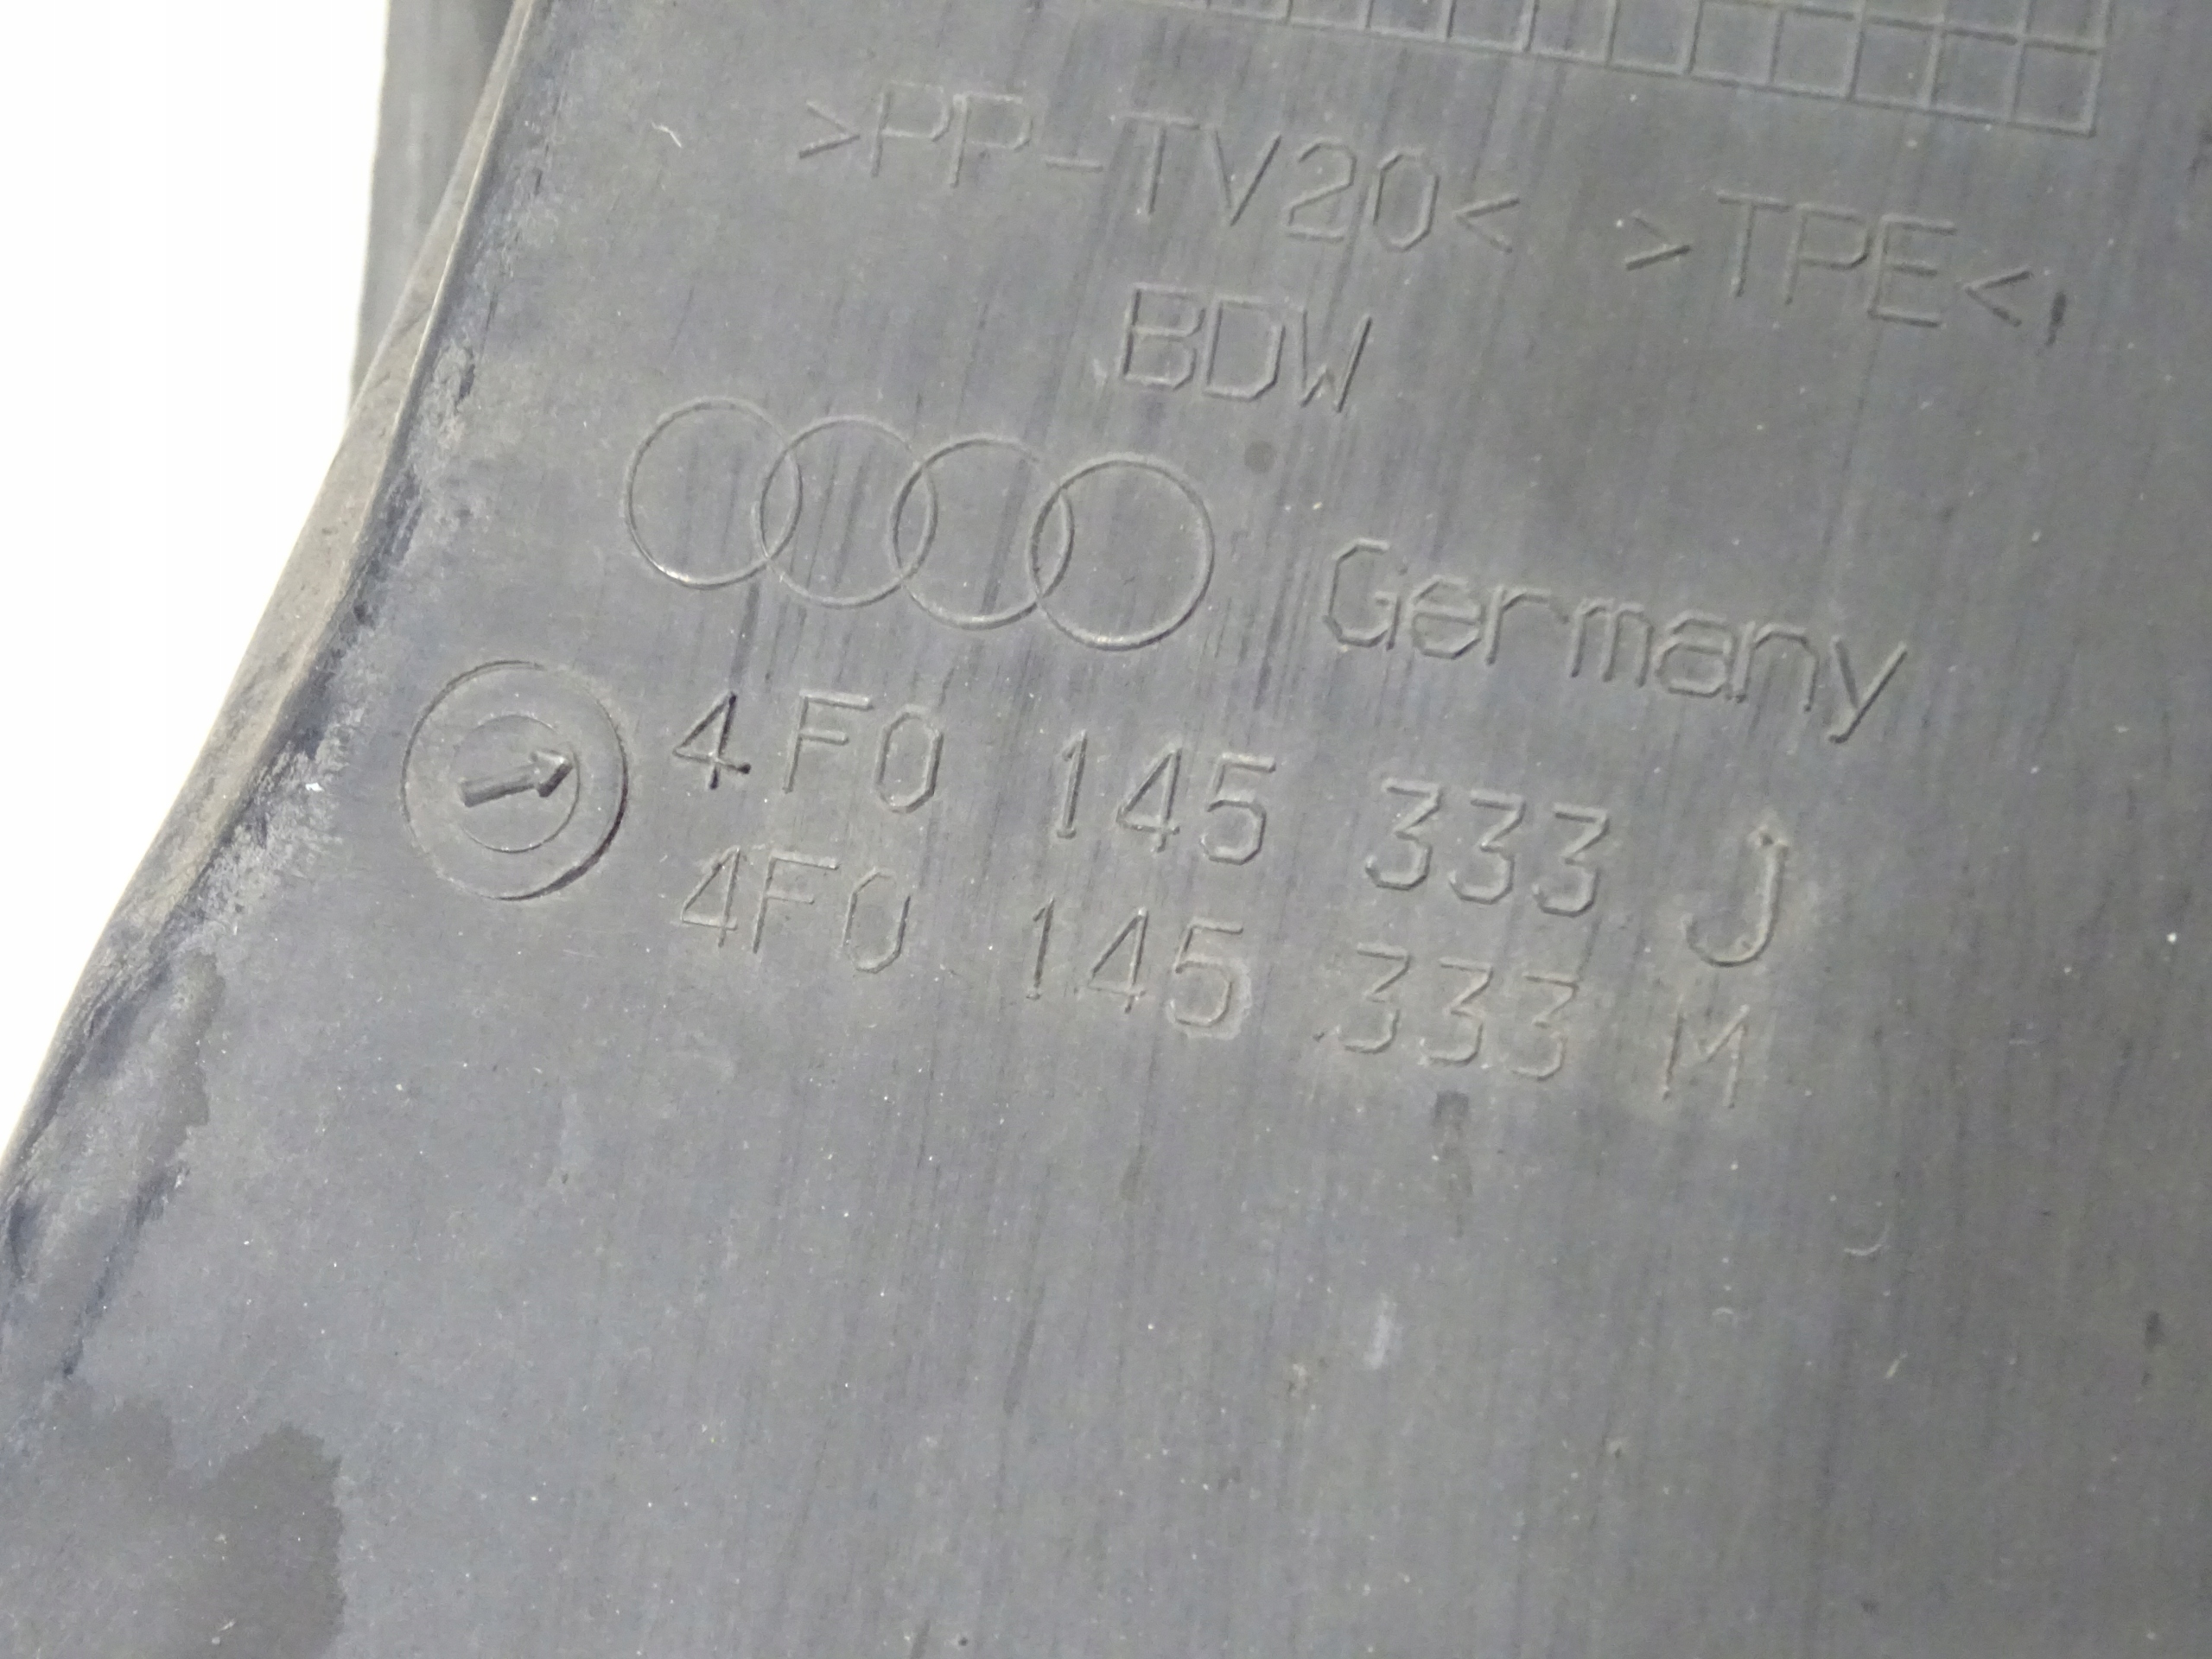 >PP-TV20< >TPE<,
BDW
Germany
4F0 145 333 J
4F0 145 333 M